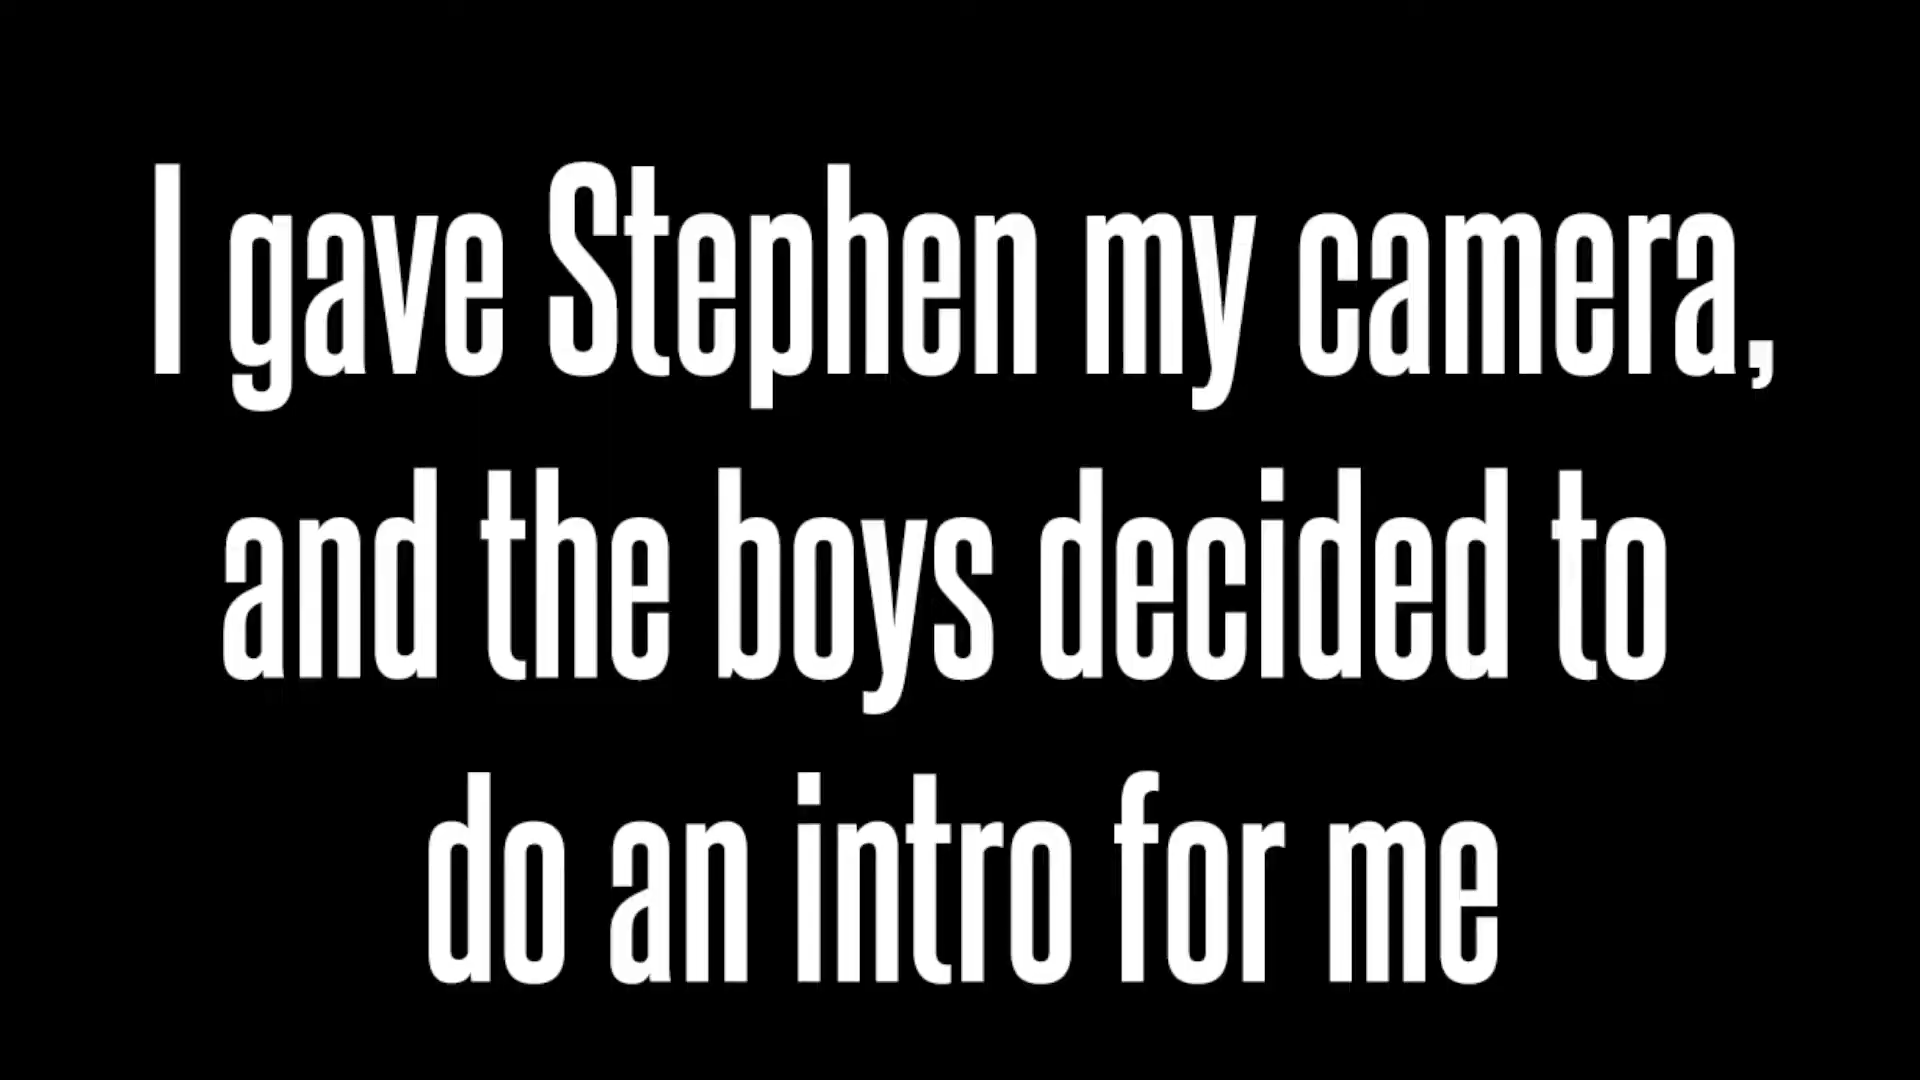 I gave Stephen my camera,
and the boys decided to
do an intro for me